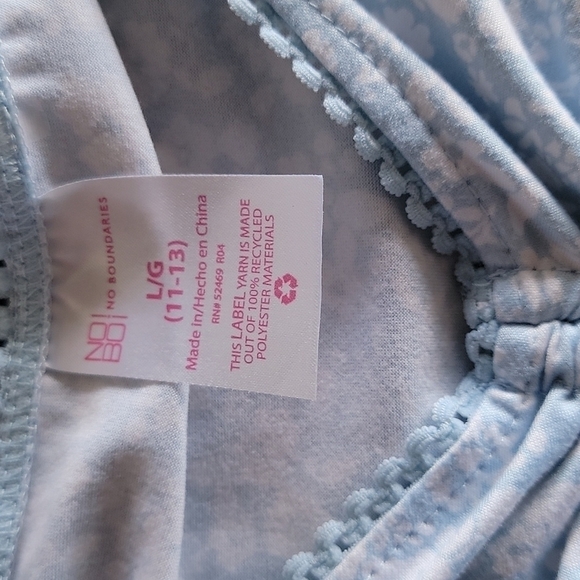 NO!
BO!
NO BOUNDARIES
L/G
(11-13)
Made in/Hecho en China
RN# 52469 R04
THIS LABEL YARN IS MADE
OUT OF 100% RECYCLED
POLYESTER MATERIALS